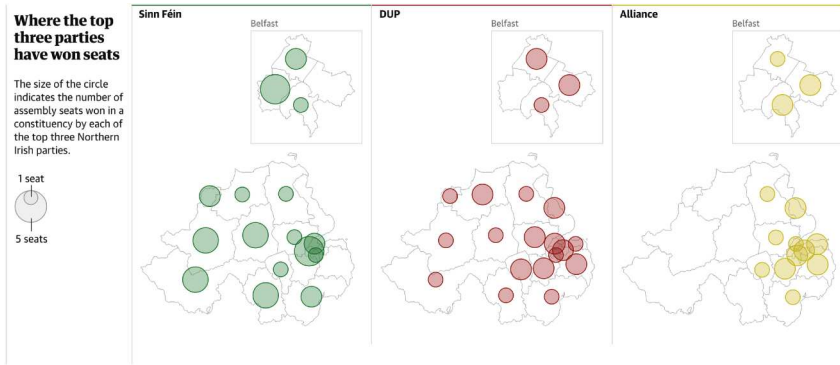 Where the top
three parties
have won seats
The size of the circle
indicates the number of
assembly seats won in a
constituency by each of
the top three Northern
Irish parties.
1 seat
5 seats
Sinn Féin
Belfast
DUP
Belfast
Alliance
Belfast